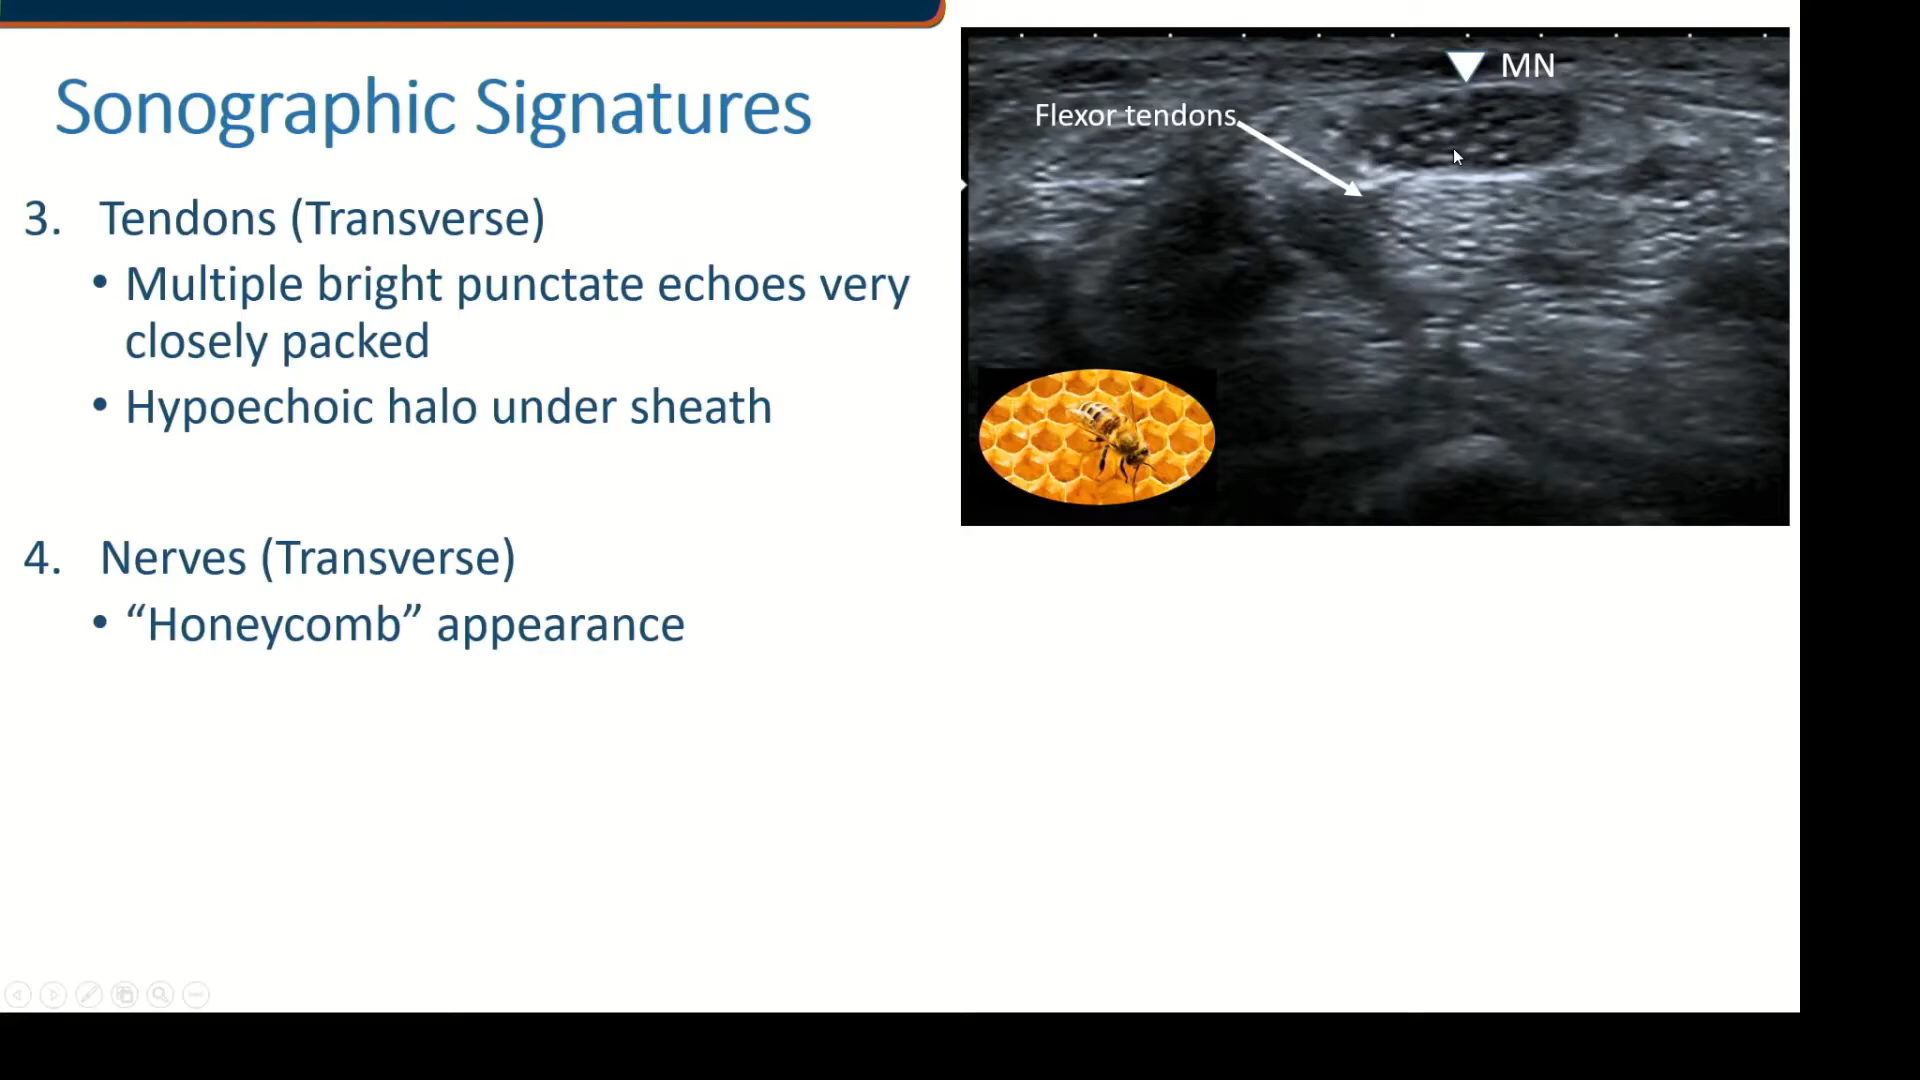 Sonographic Signatures
3. Tendons (Transverse)
• Multiple bright punctate echoes very
closely packed
• Hypoechoic halo under sheath
4. Nerves (Transverse)
• “Honeycomb” appearance
MN
Flexor tendons